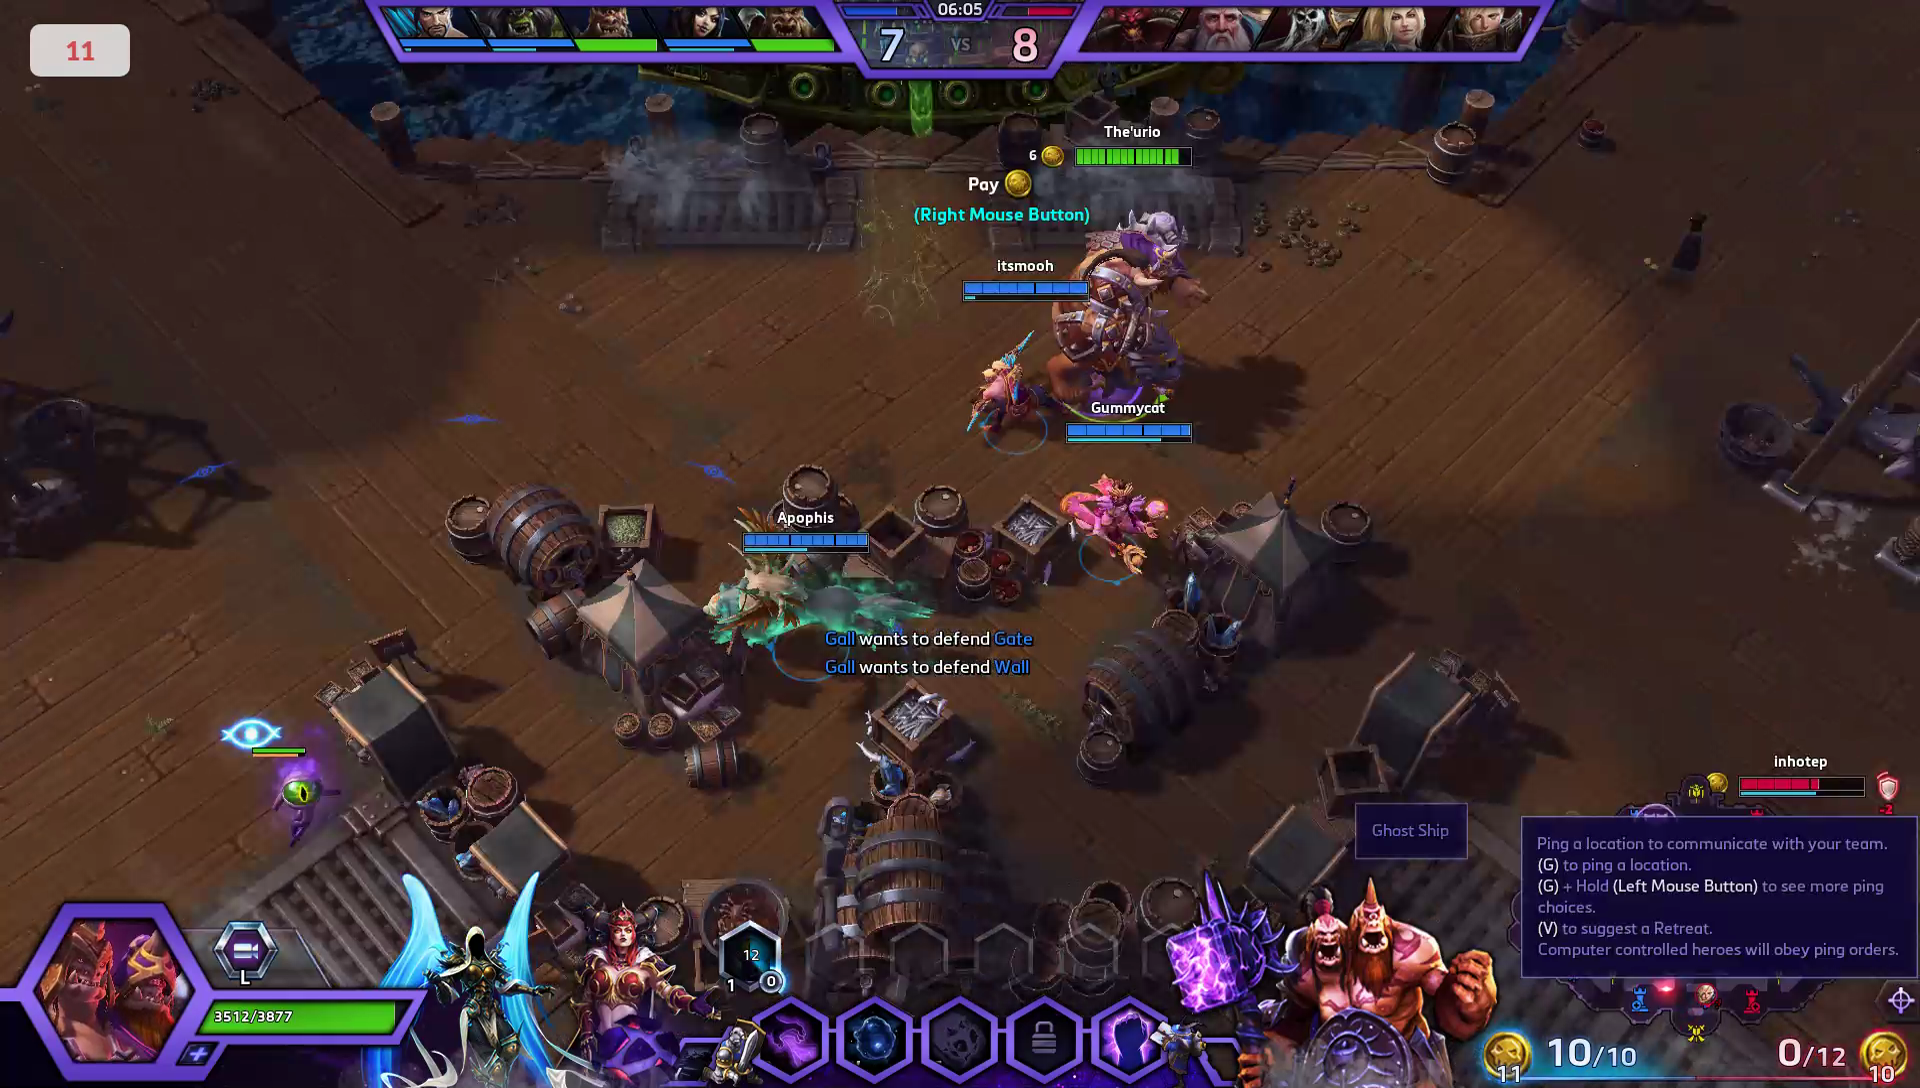 11
06:05
7 VS 8
The'urio
6
Pay
(Right Mouse Button)
itsmooh
Gummycat
Apophis
Gall wants to defend Gate
Gall wants to defend Wall
inhotep
-2
Ghost Ship
Ping a location to communicate with your team.
(G) to ping a location.
(G) + Hold (Left Mouse Button) to see more ping
choices.
(V) to suggest a Retreat.
Computer controlled heroes will obey ping orders.
L
3512/3877
12
1
0
10/10
11
0/12
10